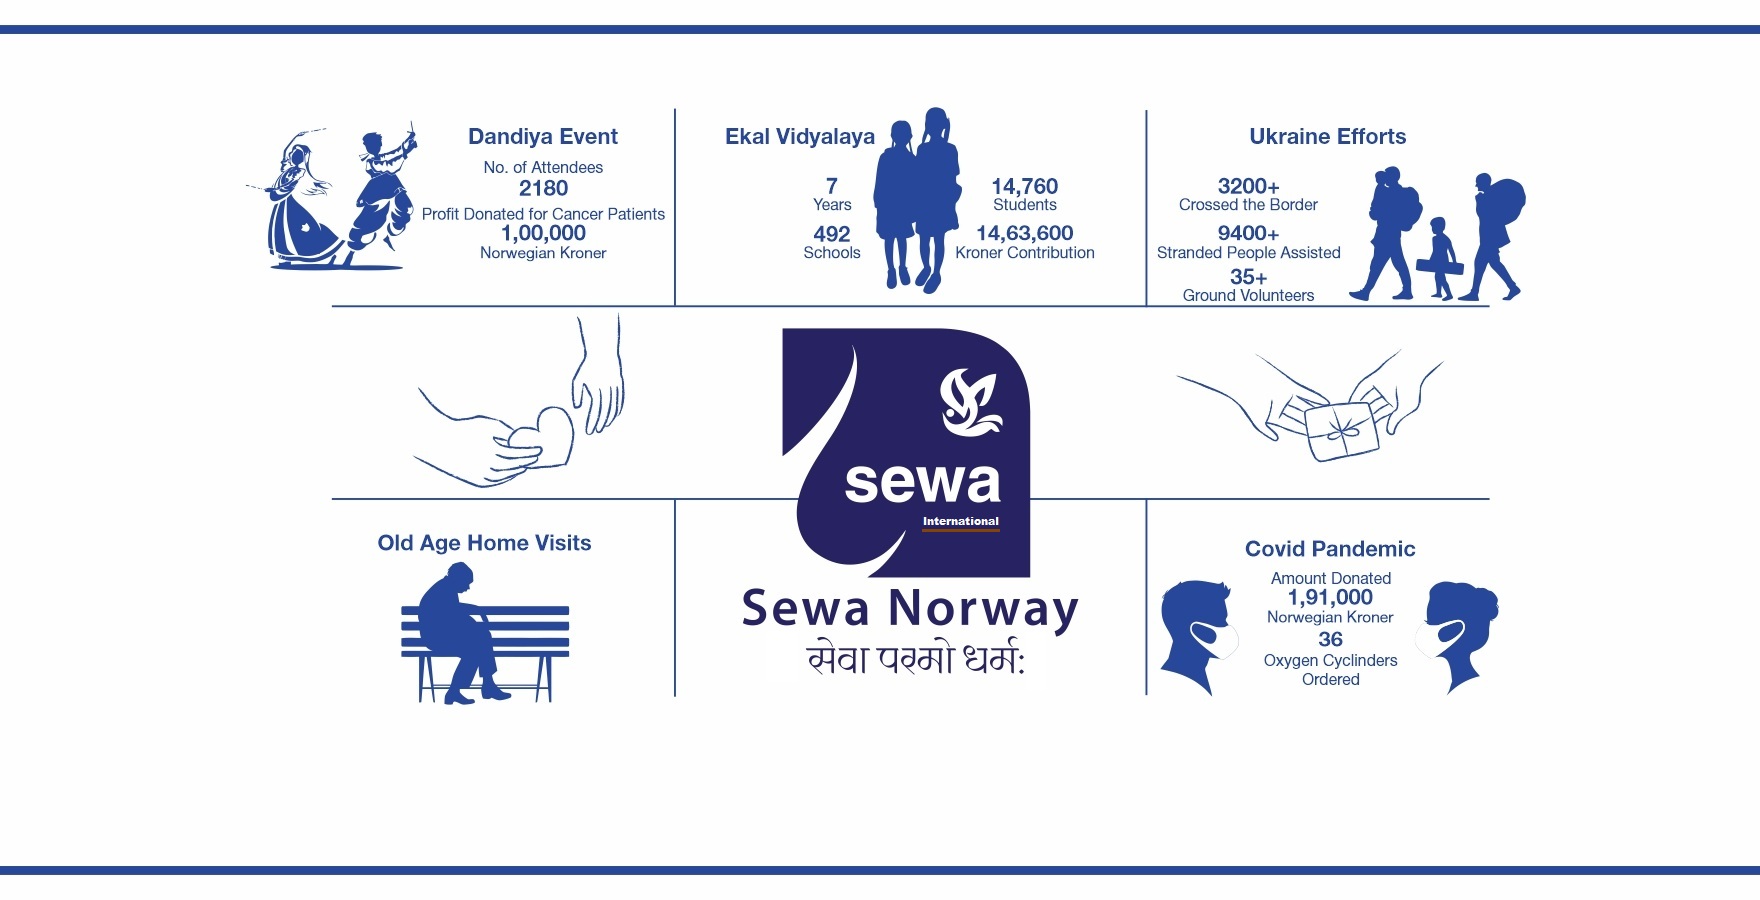 Dandiya Event
No. of Attendees
2180
Profit Donated for Cancer Patients
1,00,000
Norwegian Kroner
Ekal Vidyalaya
7
Years
492
Schools
14,760
Students
14,63,600
Kroner Contribution
Ukraine Efforts
3200+
Crossed the Border
9400+
Stranded People Assisted
35+
Ground Volunteers
sewa
International
Sewa Norway
सेवा परमो धर्म:
Old Age Home Visits
Covid Pandemic
Amount Donated
1,91,000
Norwegian Kroner
36
Oxygen Cyclinders
Ordered